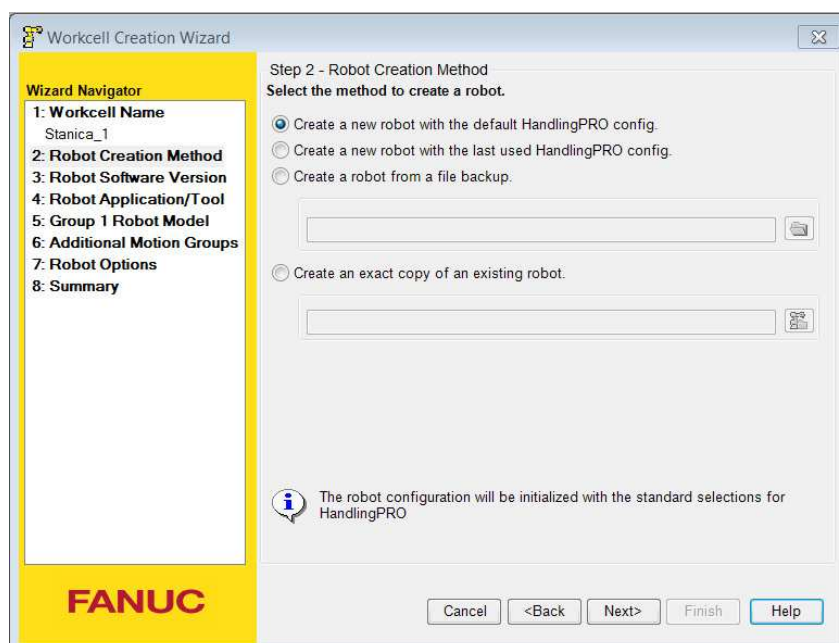 Workcell Creation Wizard
Wizard Navigator
1: Workcell Name
Stanica_1
2: Robot Creation Method
3: Robot Software Version
4: Robot Application/Tool
5: Group 1 Robot Model
6: Additional Motion Groups
7: Robot Options
8: Summary
FANUC
Step 2 - Robot Creation Method
Select the method to create a robot.
Create a new robot with the default HandlingPRO config.
Create a new robot with the last used HandlingPRO config.
Create a robot from a file backup.
Create an exact copy of an existing robot.
The robot configuration will be initialized with the standard selections for
HandlingPRO
Cancel <Back Next> Finish Help